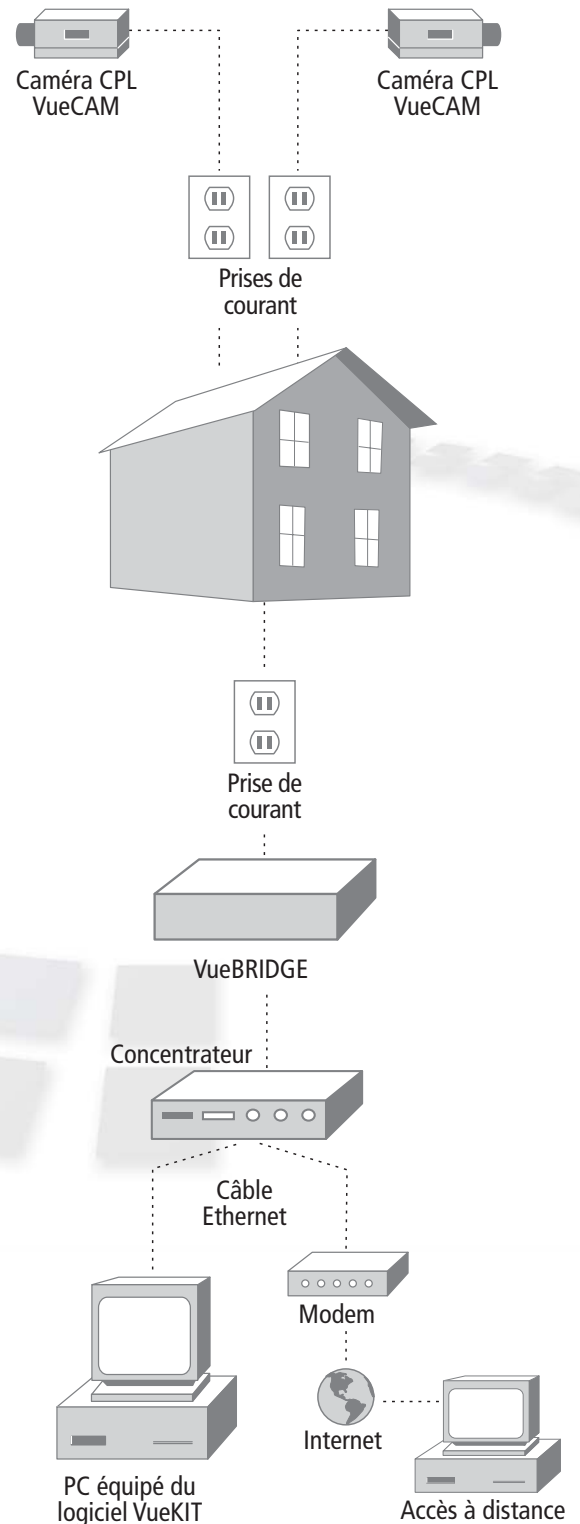 Caméra CPL
VueCAM
Caméra CPL
VueCAM
Prises de
courant
Prise de
courant
VueBRIDGE
Concentrateur
Câble
Ethernet
Modem
Internet
PC équipé du
logiciel VueKIT
Accès à distance